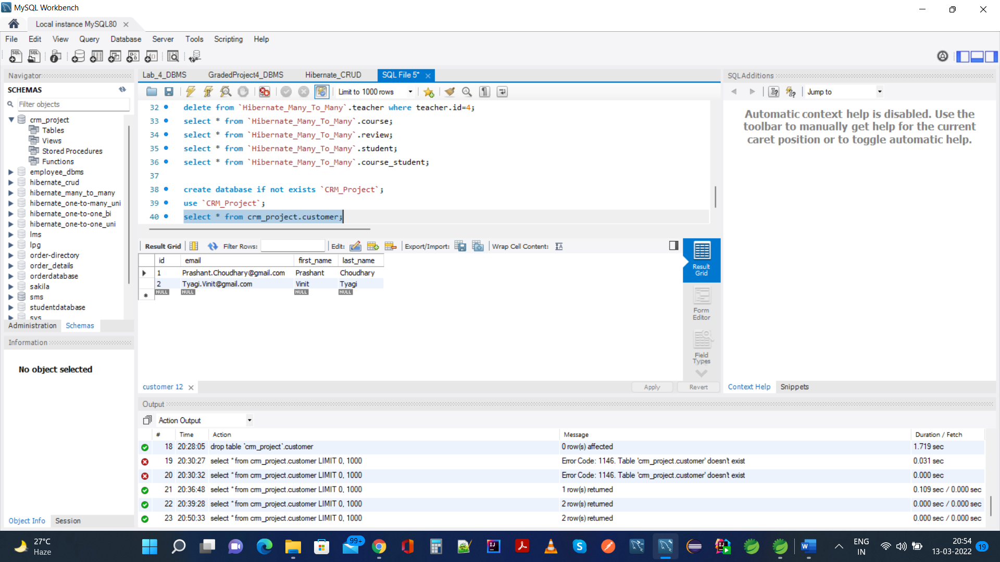 MySQL Workbench
Local instance MySQL80
File Edit View Query Database Server Tools Scripting Help
Navigator
SCHEMAS
Filter objects
crm_project
Tables
Views
Stored Procedures
Functions
employee_dbms
hibernate_crud
hibernate_many_to_many
hibernate_one-to-many_uni
hibernate_one-to-one_bi
hibernate_one-to-one_uni
lms
lpg
order-directory
order_details
orderdatabase
sakila
sms
studentdatabase
sys
Administration Schemas
Information
No object selected
Object Info Session
Lab_4_DBMS GradedProject4_DBMS Hibernate_CRUD SQL File 5*
Limit to 1000 rows
32 delete from `Hibernate_Many_To_Many`.teacher where teacher.id=4;
33 select * from `Hibernate_Many_To_Many`.course;
34 select * from `Hibernate_Many_To_Many`.review;
35 select * from `Hibernate_Many_To_Many`.student;
36 select * from `Hibernate_Many_To_Many`.course_student;
37
38 create database if not exists `CRM_Project`;
39 use `CRM_Project`;
40 select * from crm_project.customer;
Result Grid Filter Rows: Edit: Export/Import: Wrap Cell Content:
id email first_name last_name
1 Prashant.Choudhary@gmail.com Prashant Choudhary
2 Tyagi.Vinit@gmail.com Vinit Tyagi
NULL NULL NULL NULL
Result
Grid
Form
Editor
Field
Types
customer 12 Apply Revert
SQLAdditions
Jump to
Automatic context help is disabled. Use the
toolbar to manually get help for the current
caret position or to toggle automatic help.
Context Help Snippets
Output
Action Output
# Time Action Message Duration / Fetch
18 20:28:05 drop table `crm_project`.customer 0 row(s) affected 1.719 sec
19 20:30:27 select * from crm_project.customer LIMIT 0, 1000 Error Code: 1146. Table 'crm_project.customer' doesn't exist 0.031 sec
20 20:30:32 select * from crm_project.customer LIMIT 0, 1000 Error Code: 1146. Table 'crm_project.customer' doesn't exist 0.000 sec
21 20:36:48 select * from crm_project.customer LIMIT 0, 1000 1 row(s) returned 0.109 sec / 0.000 sec
22 20:39:28 select * from crm_project.customer LIMIT 0, 1000 2 row(s) returned 0.000 sec / 0.000 sec
23 20:50:33 select * from crm_project.customer LIMIT 0, 1000 2 row(s) returned 0.000 sec / 0.000 sec
27°C
Haze
99+
ENG
IN
20:54
13-03-2022
19